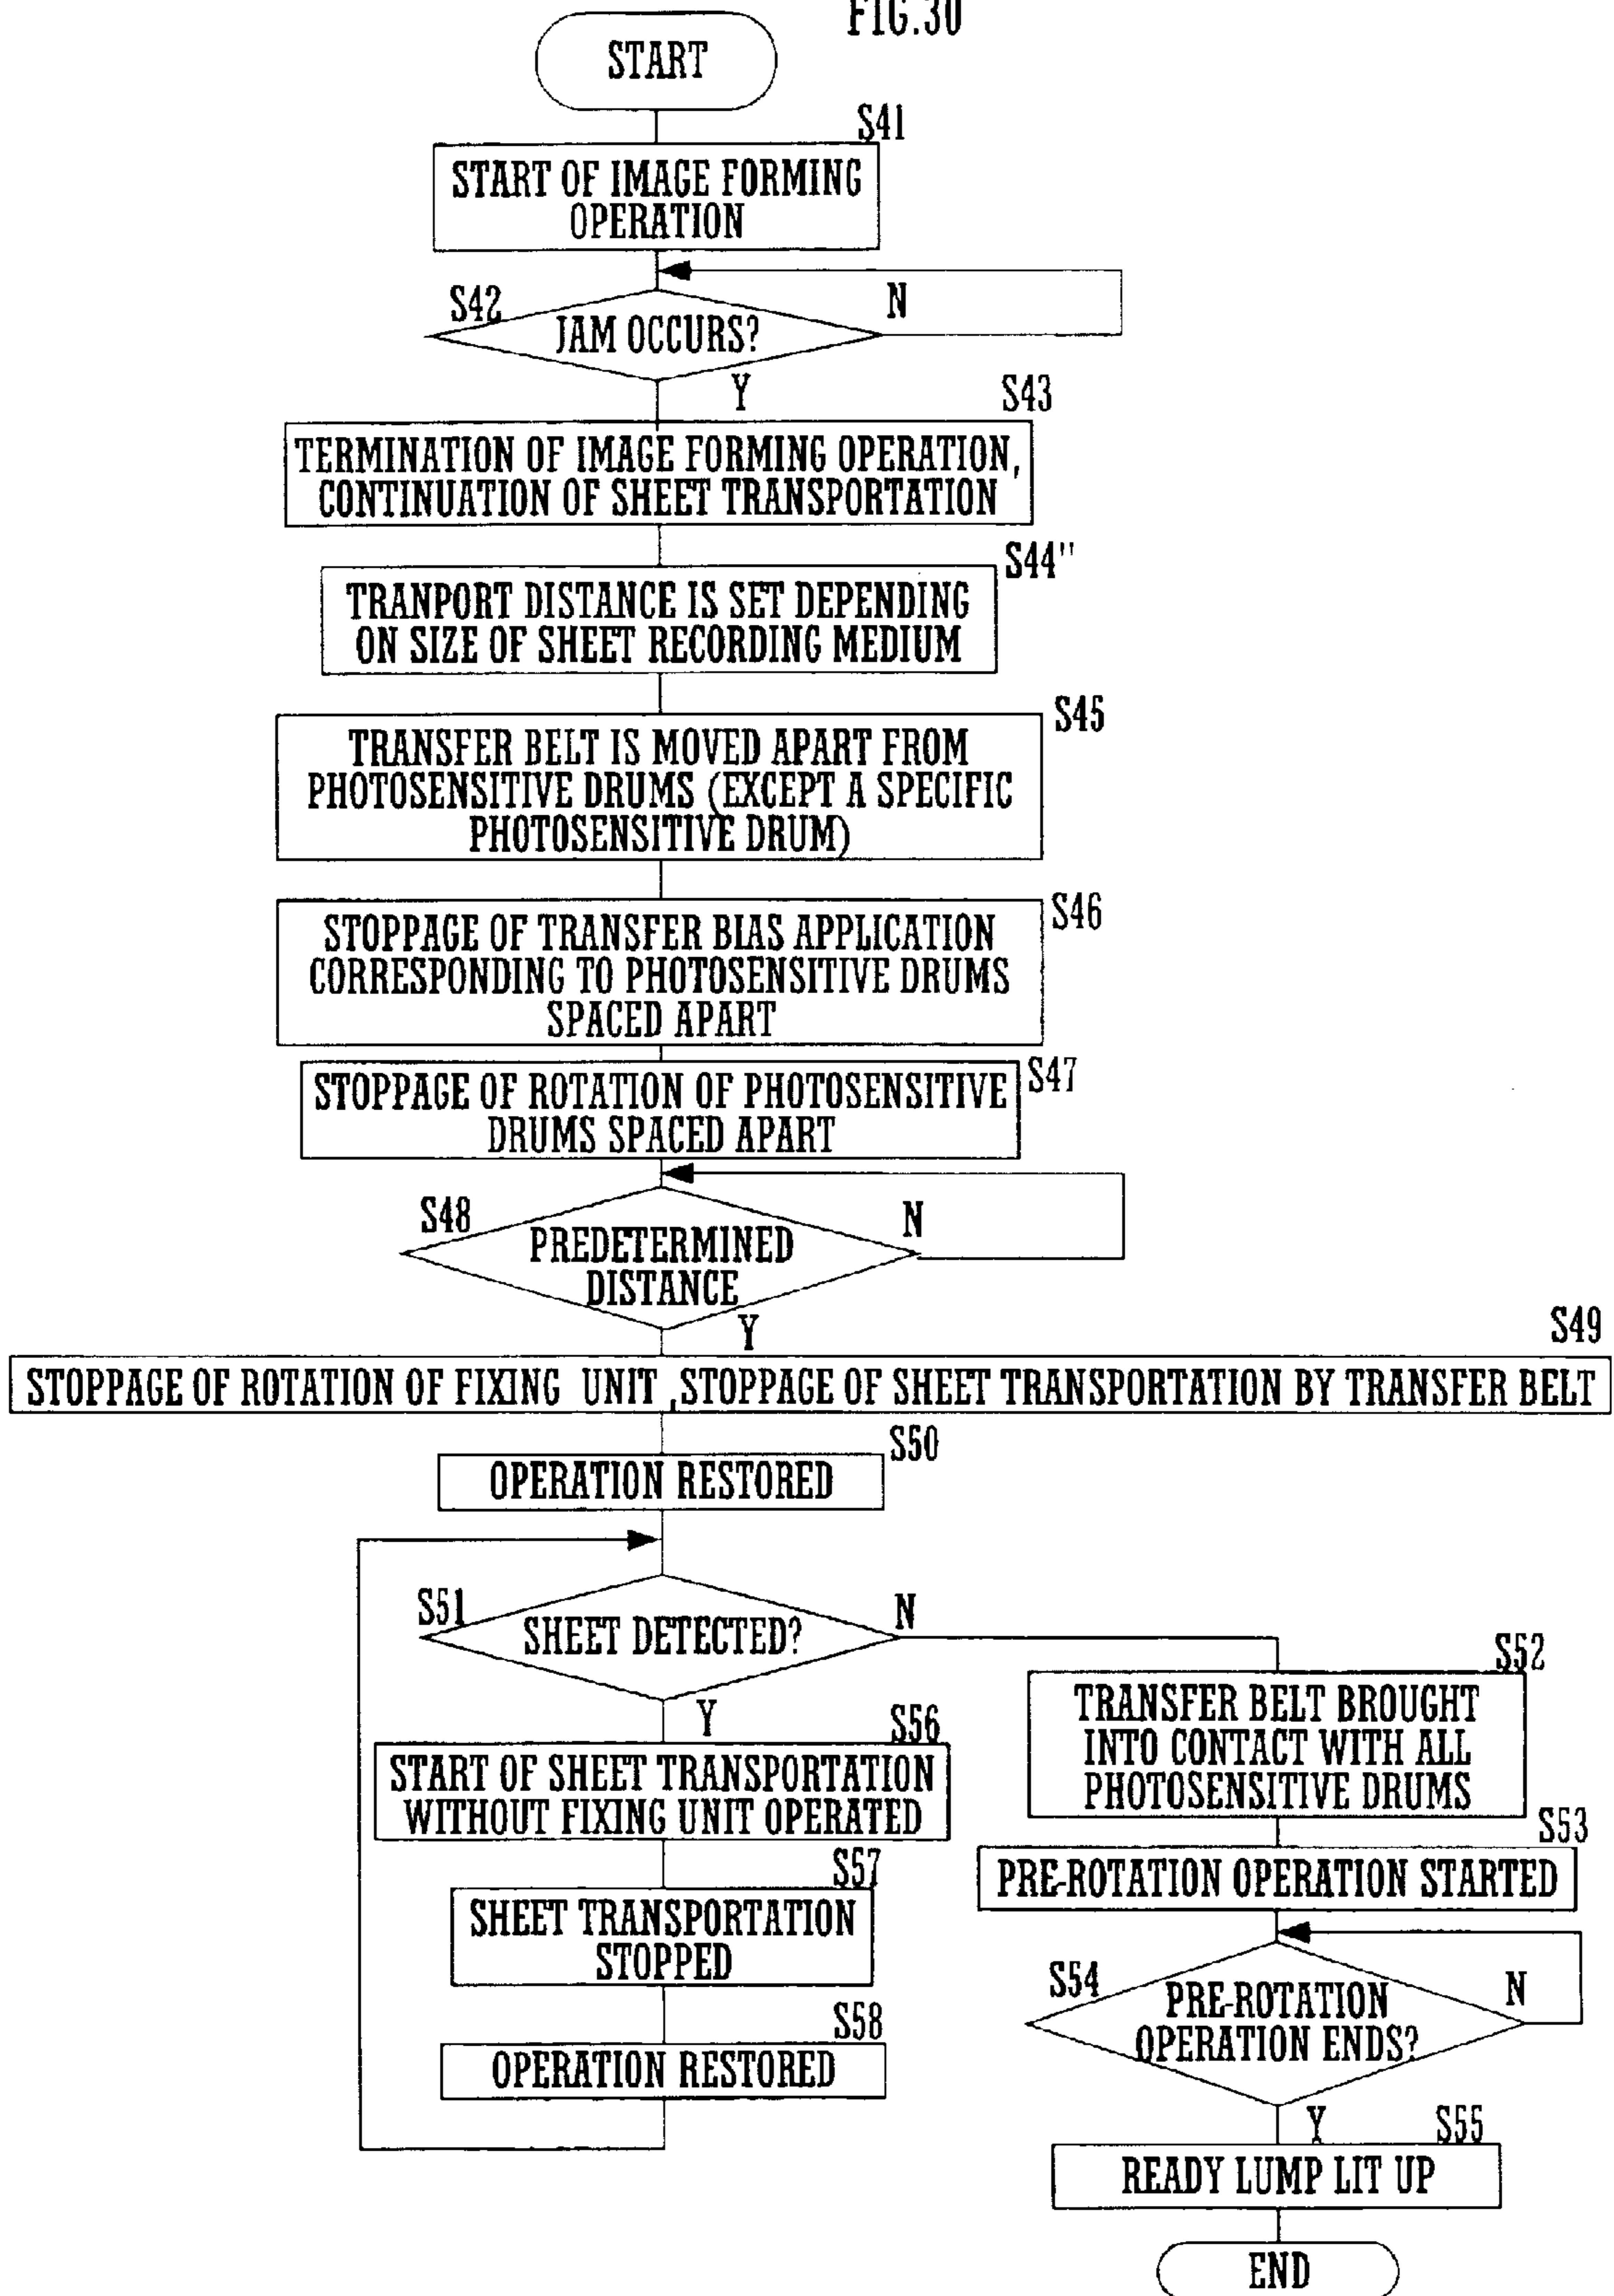 FIG.30
START
S41
START OF IMAGE FORMING
OPERATION
S42
JAM OCCURS?
N
Y
S43
TERMINATION OF IMAGE FORMING OPERATION,
CONTINUATION OF SHEET TRANSPORTATION
S44"
TRANPORT DISTANCE IS SET DEPENDING
ON SIZE OF SHEET RECORDING MEDIUM
S45
TRANSFER BELT IS MOVED APART FROM
PHOTOSENSITIVE DRUMS (EXCEPT A SPECIFIC
PHOTOSENSITIVE DRUM)
S46
STOPPAGE OF TRANSFER BIAS APPLICATION
CORRESPONDING TO PHOTOSENSITIVE DRUMS
SPACED APART
S47
STOPPAGE OF ROTATION OF PHOTOSENSITIVE
DRUMS SPACED APART
S48
PREDETERMINED
DISTANCE
N
Y
S49
STOPPAGE OF ROTATION OF FIXING UNIT ,STOPPAGE OF SHEET TRANSPORTATION BY TRANSFER BELT
S50
OPERATION RESTORED
S51
SHEET DETECTED?
N
Y
S56
START OF SHEET TRANSPORTATION
WITHOUT FIXING UNIT OPERATED
S57
SHEET TRANSPORTATION
STOPPED
S58
OPERATION RESTORED
S52
TRANSFER BELT BROUGHT
INTO CONTACT WITH ALL
PHOTOSENSITIVE DRUMS
S53
PRE-ROTATION OPERATION STARTED
S54
PRE-ROTATION
OPERATION ENDS?
N
Y
S55
READY LUMP LIT UP
END